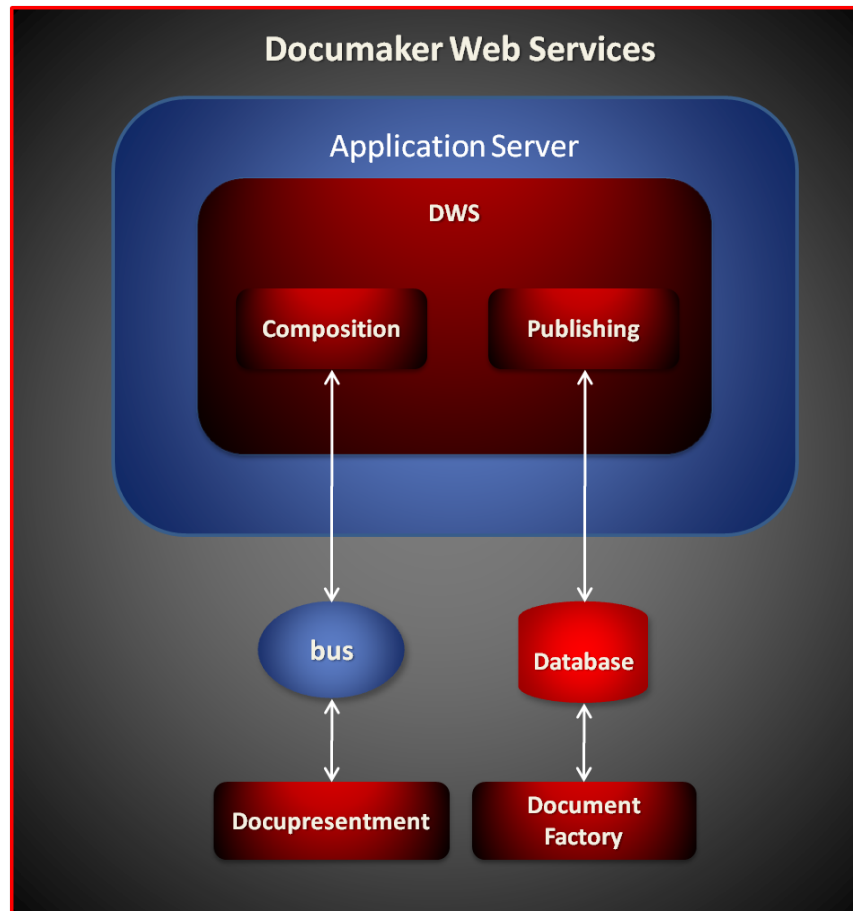 Documaker Web Services
Application Server
DWS
Composition
Publishing
bus
Database
Docupresentment
Document
Factory